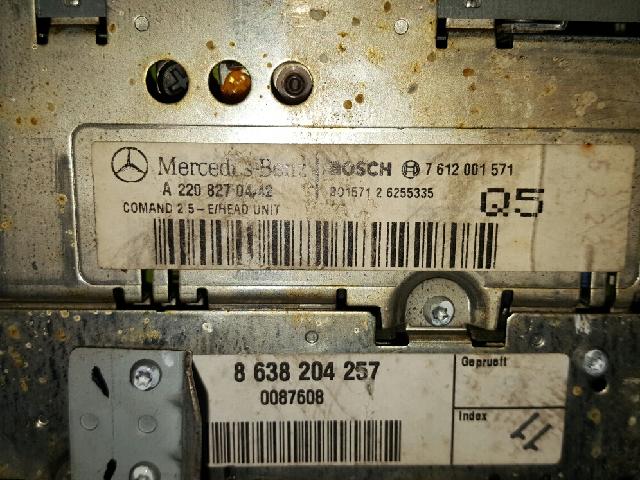 Mercedes-Benz BOSCH 7 612 001 571
A 220 827 04 42 801571 2 6255335
COMAND 2.5-E/HEAD UNIT Q5
8 638 204 257
0087608
Geprueft
Index 11